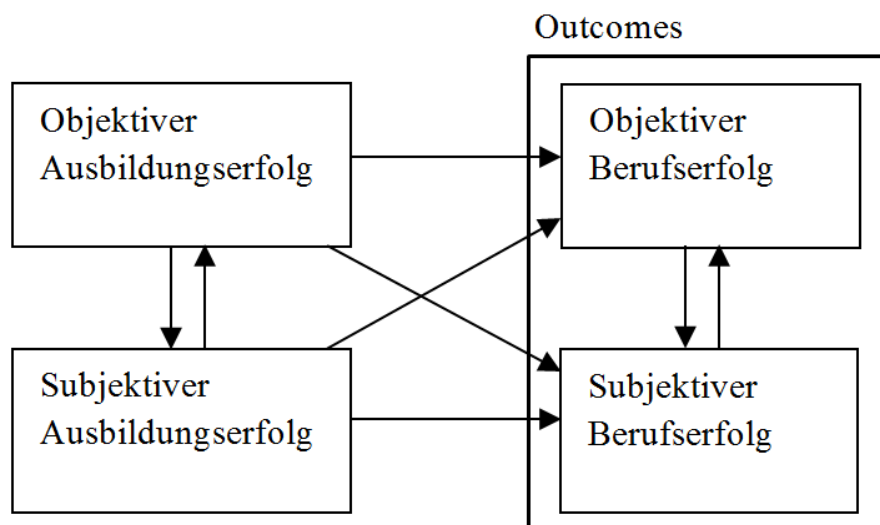 Outcomes
Objektiver
Ausbildungserfolg
Objektiver
Berufserfolg
Subjektiver
Ausbildungserfolg
Subjektiver
Berufserfolg